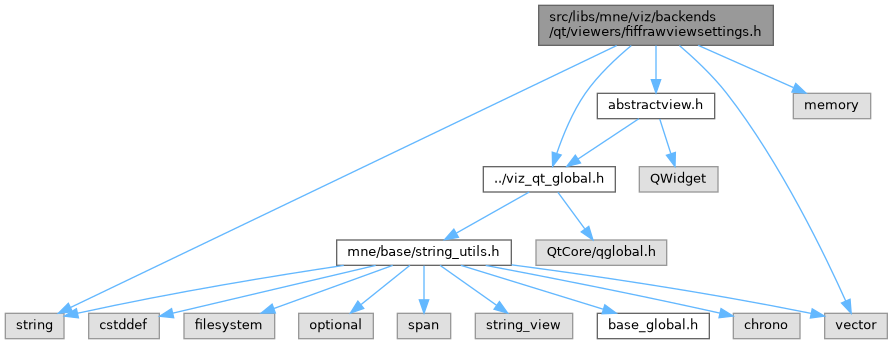 src/libs/mne/viz/backends
/qt/viewers/fiffrawviewsettings.h
abstractview.h
memory
../viz_qt_global.h
QWidget
mne/base/string_utils.h
QtCore/qglobal.h
string
cstddef
filesystem
optional
span
string_view
base_global.h
chrono
vector